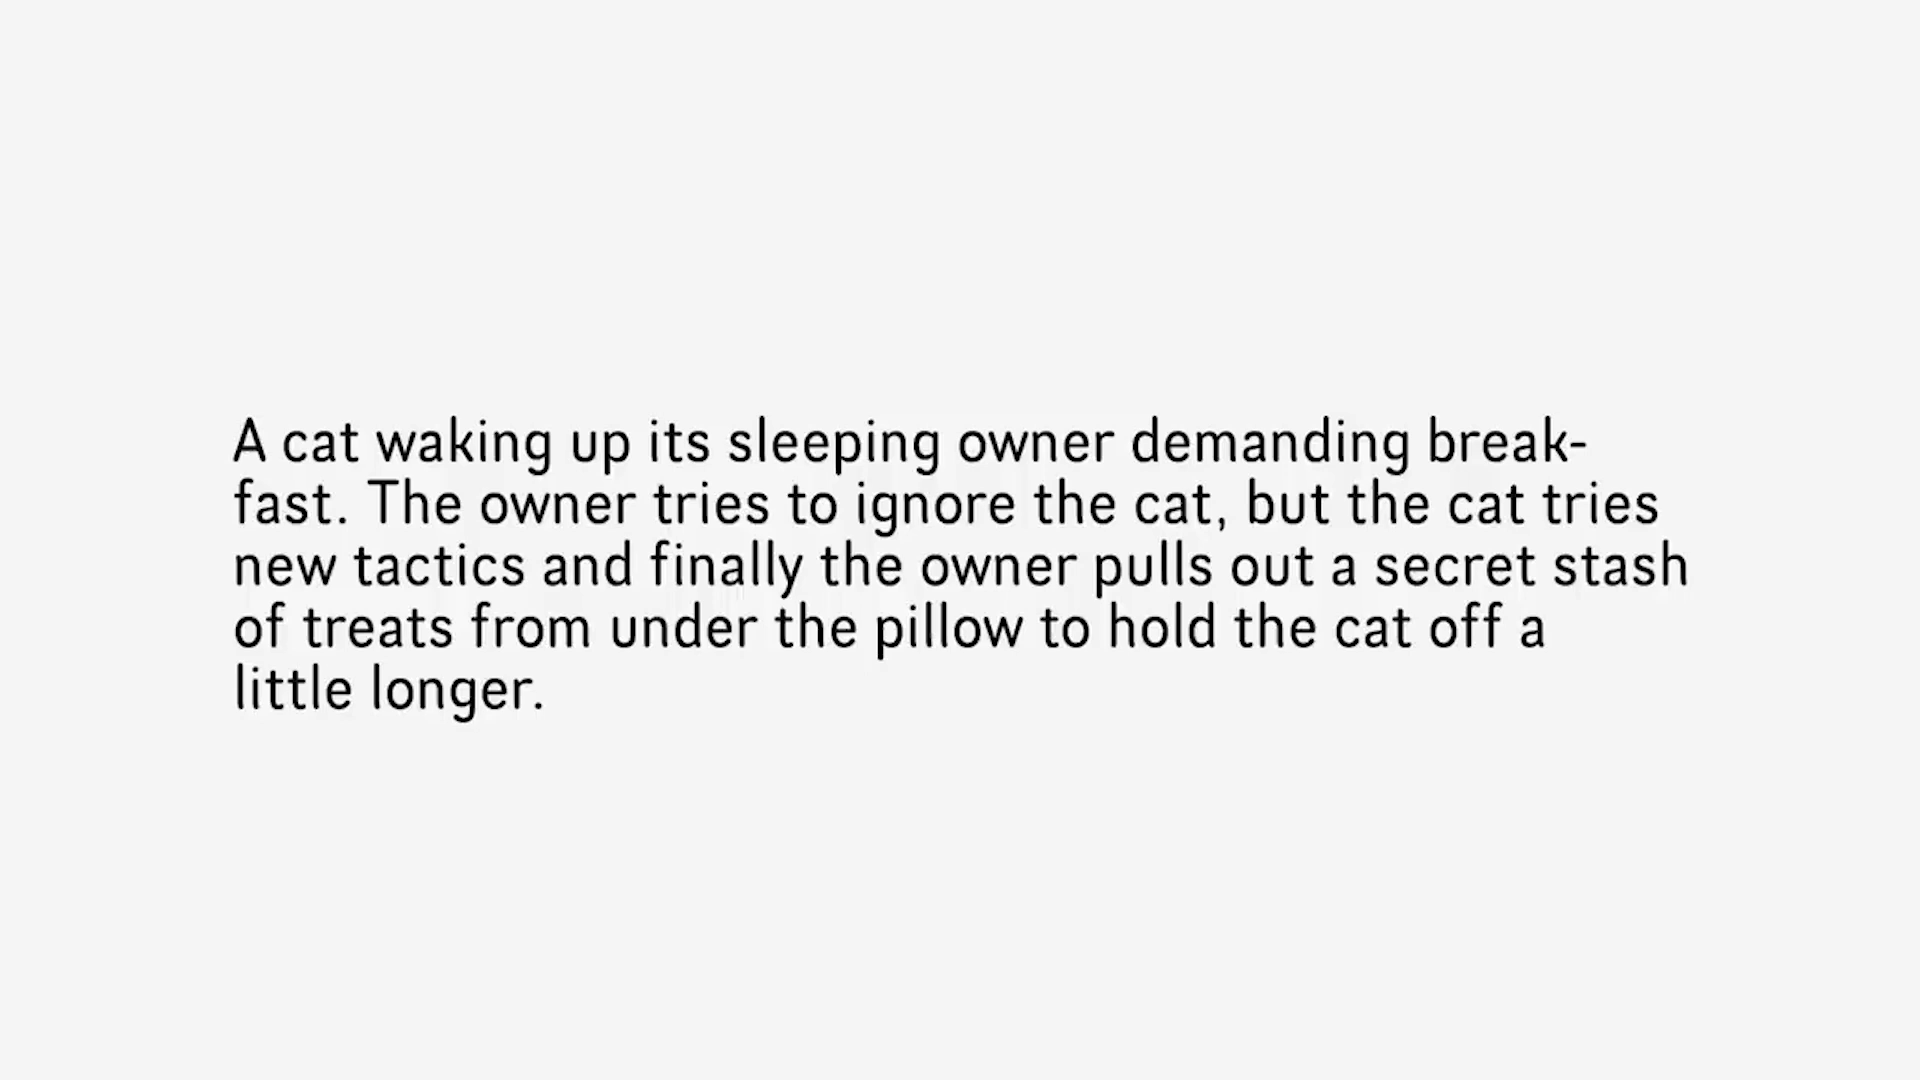 A cat waking up its sleeping owner demanding break-
fast. The owner tries to ignore the cat, but the cat tries
new tactics and finally the owner pulls out a secret stash
of treats from under the pillow to hold the cat off a
little longer.